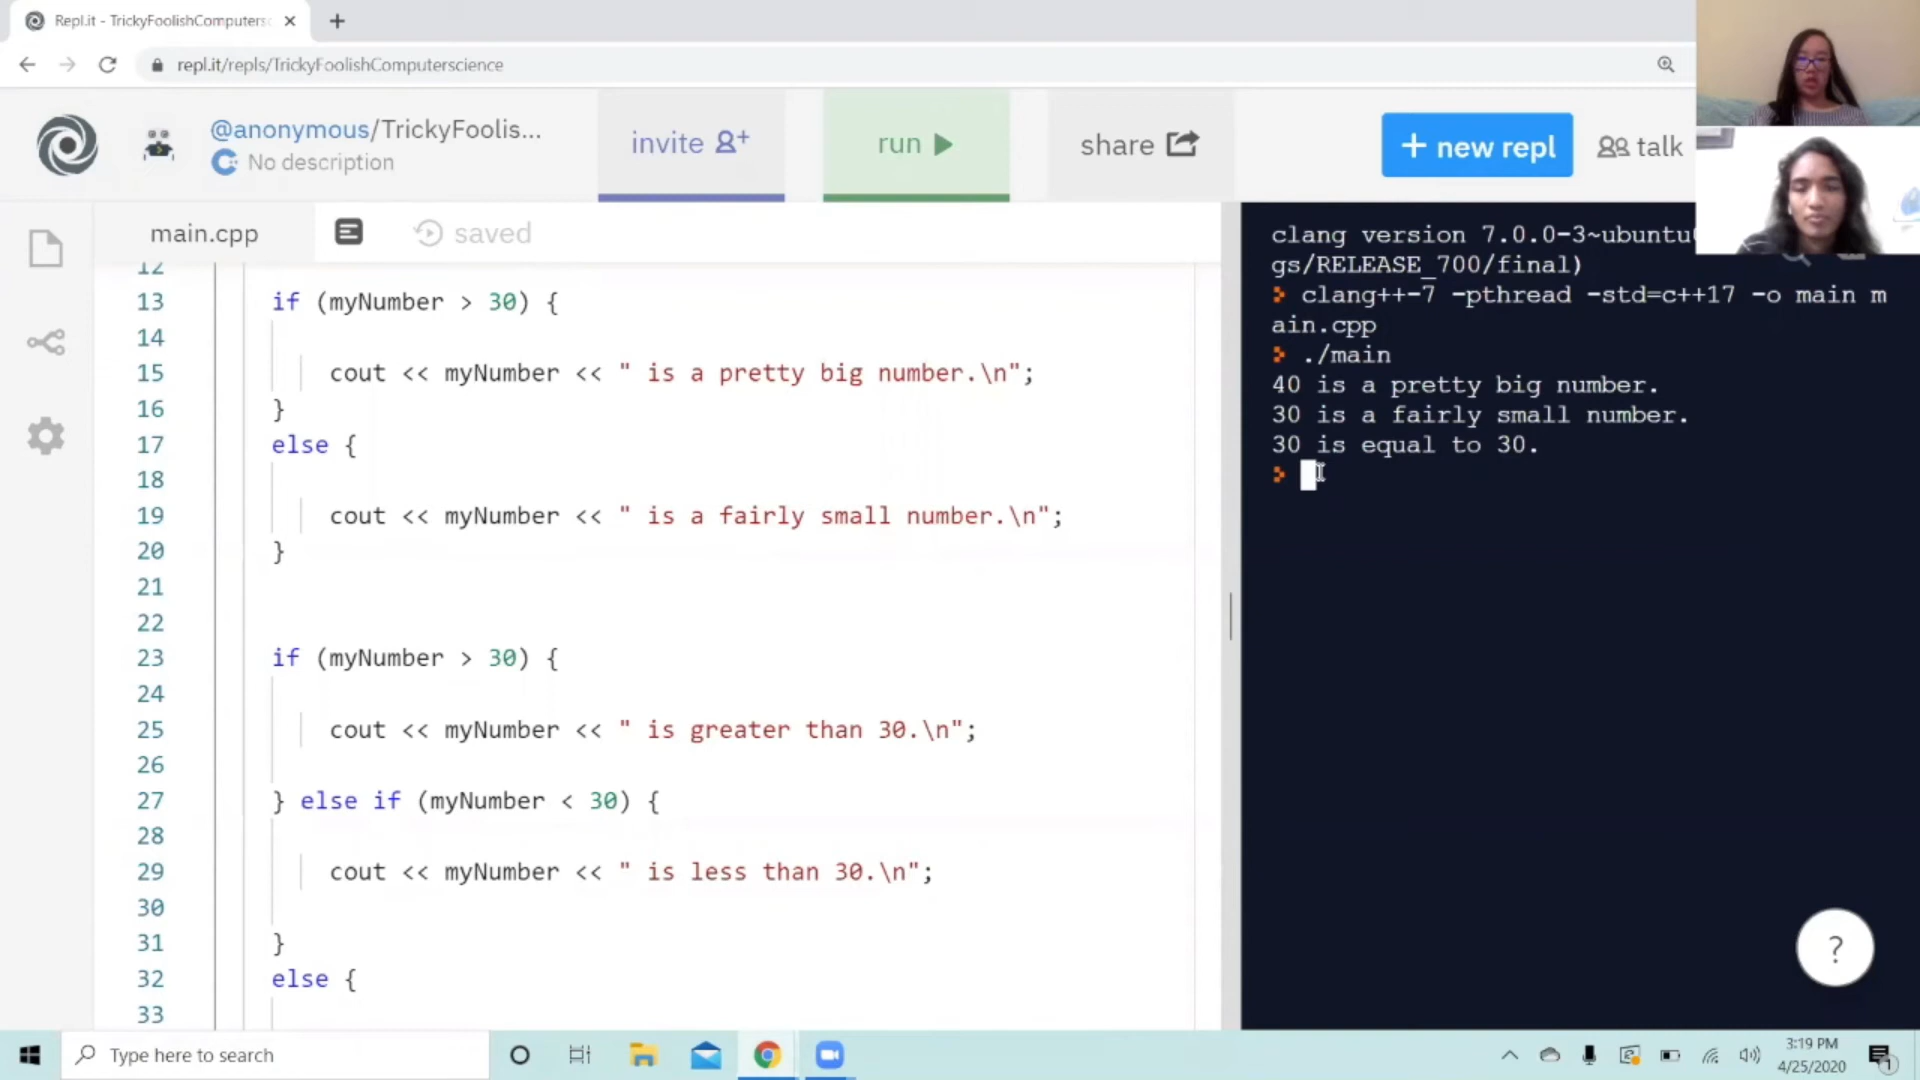 Repl.it - TrickyFoolishComputersc
repl.it/repls/TrickyFoolishComputerscience
@anonymous/TrickyFoolis...
No description
invite
run
share
+ new repl
talk
main.cpp
saved
12
13 if (myNumber > 30) {
14
15 cout << myNumber << " is a pretty big number.\n";
16 }
17 else {
18
19 cout << myNumber << " is a fairly small number.\n";
20 }
21
22
23 if (myNumber > 30) {
24
25 cout << myNumber << " is greater than 30.\n";
26
27 } else if (myNumber < 30) {
28
29 cout << myNumber << " is less than 30.\n";
30
31 }
32 else {
33
clang version 7.0.0-3~ubuntu
gs/RELEASE_700/final)
> clang++-7 -pthread -std=c++17 -o main m
ain.cpp
> ./main
40 is a pretty big number.
30 is a fairly small number.
30 is equal to 30.
>
?
Type here to search
3:19 PM
4/25/2020
1